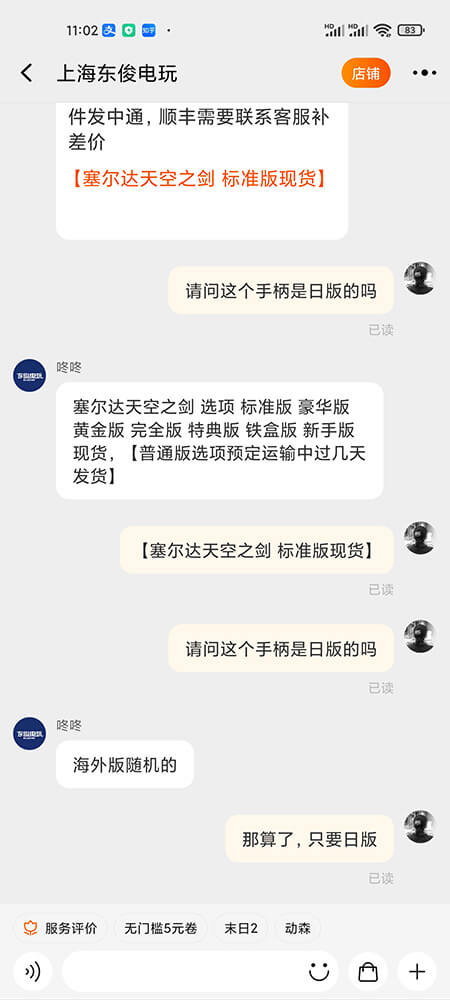 11:02 知乎 HD HD 83
上海东俊电玩
店铺
件发中通，顺丰需要联系客服补
差价
【塞尔达天空之剑 标准版现货】
请问这个手柄是日版的吗
已读
咚咚
塞尔达天空之剑 选项 标准版 豪华版
黄金版 完全版 特典版 铁盒版 新手版
现货，【普通版选项预定运输中过几天
发货】
【塞尔达天空之剑 标准版现货】
已读
请问这个手柄是日版的吗
已读
咚咚
海外版随机的
那算了，只要日版
已读
服务评价 无门槛5元卷 末日2 动森